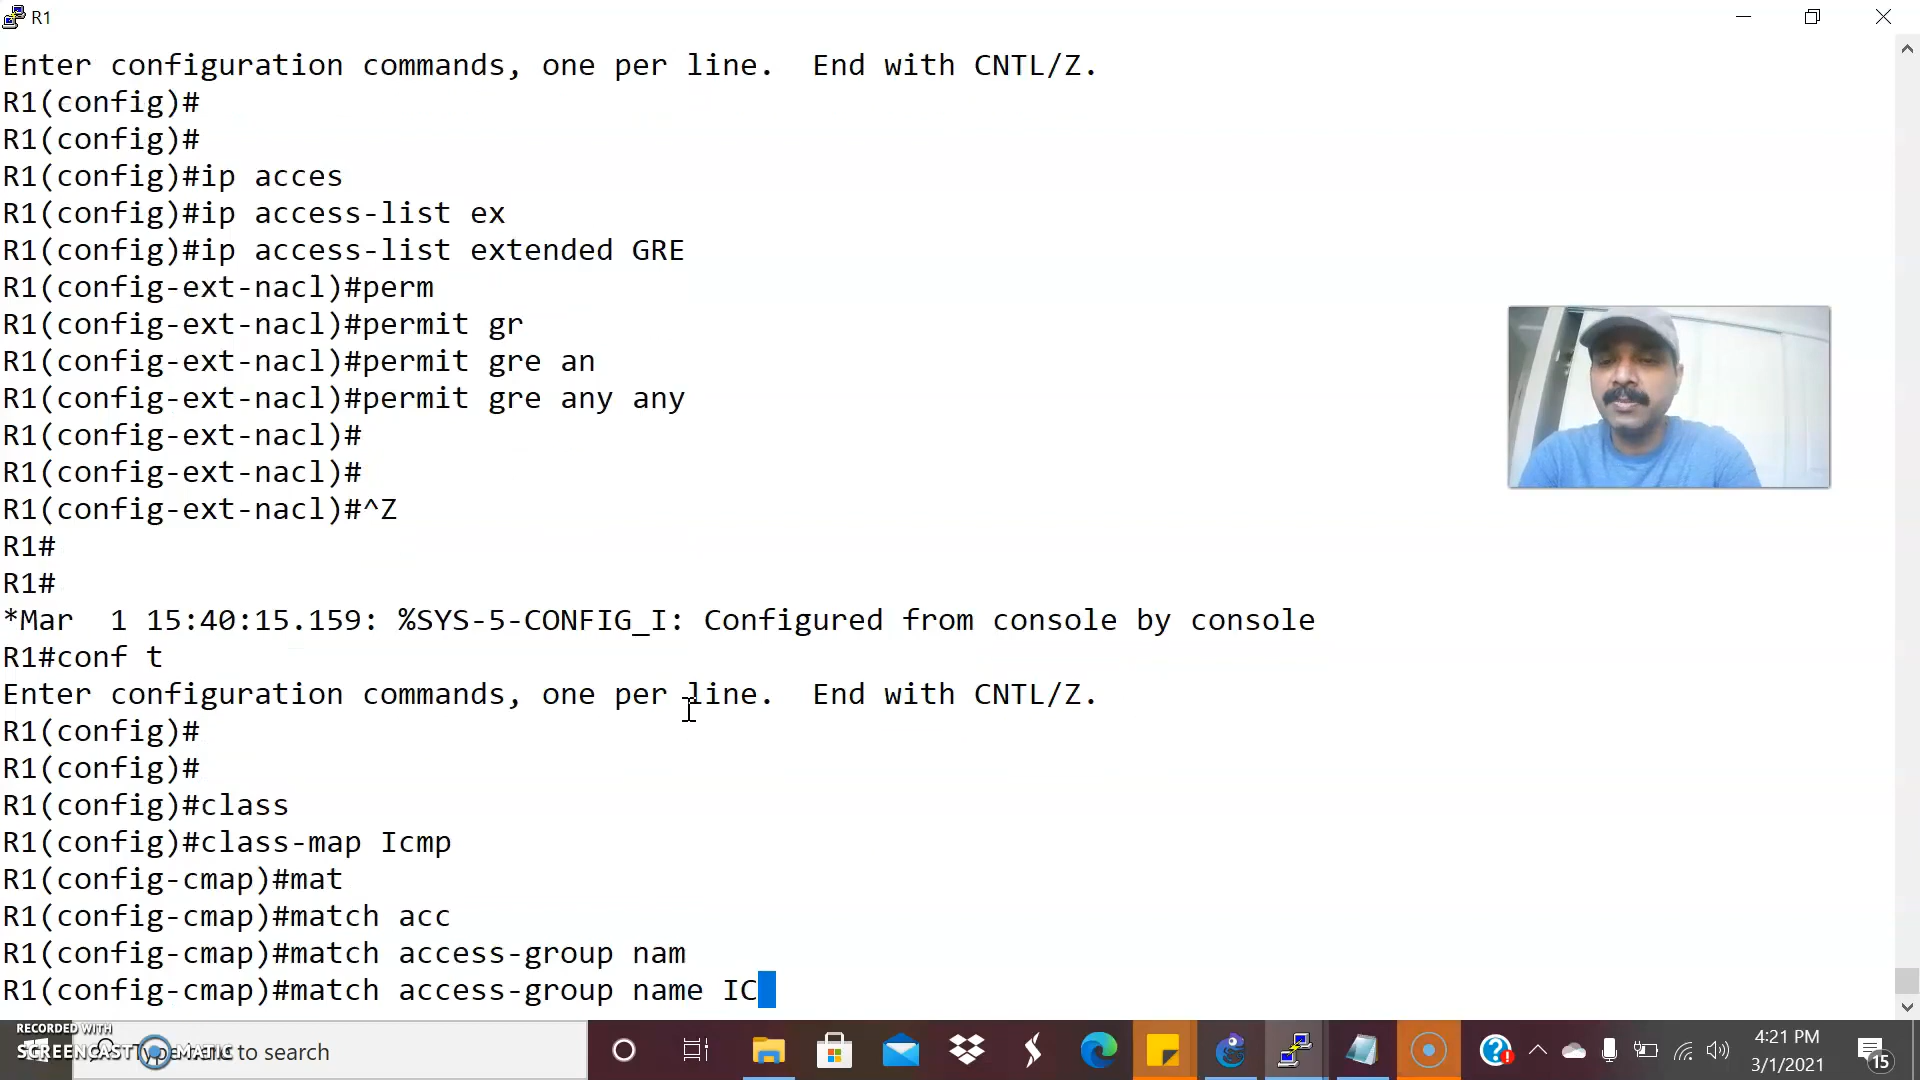 R1
Enter configuration commands, one per line.  End with CNTL/Z.
R1(config)#
R1(config)#
R1(config)#ip acces
R1(config)#ip access-list ex
R1(config)#ip access-list extended GRE
R1(config-ext-nacl)#perm
R1(config-ext-nacl)#permit gr
R1(config-ext-nacl)#permit gre an
R1(config-ext-nacl)#permit gre any any
R1(config-ext-nacl)#
R1(config-ext-nacl)#
R1(config-ext-nacl)#^Z
R1#
R1#
*Mar  1 15:40:15.159: %SYS-5-CONFIG_I: Configured from console by console
R1#conf t
Enter configuration commands, one per line.  End with CNTL/Z.
R1(config)#
R1(config)#
R1(config)#class
R1(config)#class-map Icmp
R1(config-cmap)#mat
R1(config-cmap)#match acc
R1(config-cmap)#match access-group nam
R1(config-cmap)#match access-group name IC
RECORDED WITH
SCREENCAST MATIC
Type here to search
4:21 PM
3/1/2021
15